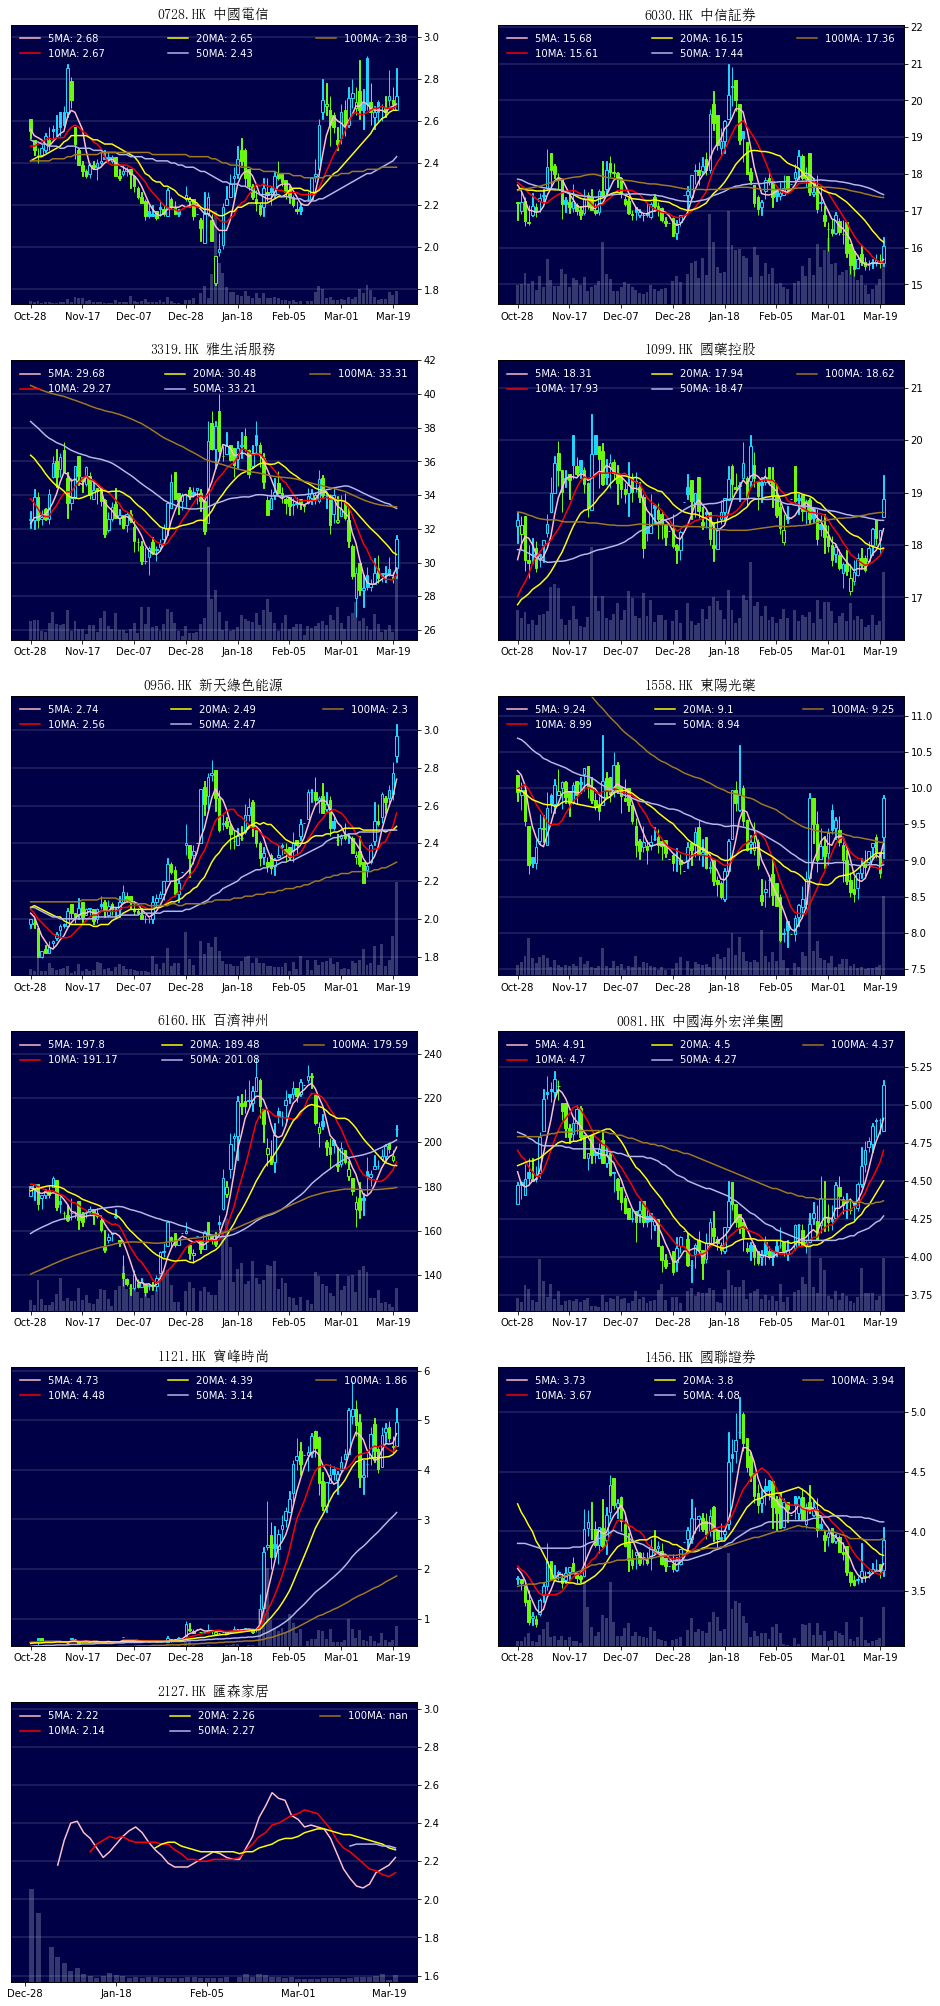 0728.HK 中國電信
5MA: 2.68
20MA: 2.65
100MA: 2.38
10MA: 2.67
50MA: 2.43
3.0
2.8
2.6
2.4
2.2
2.0
1.8
Oct-28 Nov-17 Dec-07 Dec-28 Jan-18 Feb-05 Mar-01 Mar-19
6030.HK 中信証券
5MA: 15.68
20MA: 16.15
100MA: 17.36
10MA: 15.61
50MA: 17.44
22
21
20
19
18
17
16
15
Oct-28 Nov-17 Dec-07 Dec-28 Jan-18 Feb-05 Mar-01 Mar-19
3319.HK 雅生活服務
5MA: 29.68
20MA: 30.48
100MA: 33.31
10MA: 29.27
50MA: 33.21
42
40
38
36
34
32
30
28
26
Oct-28 Nov-17 Dec-07 Dec-28 Jan-18 Feb-05 Mar-01 Mar-19
1099.HK 國藥控股
5MA: 18.31
20MA: 17.94
100MA: 18.62
10MA: 17.93
50MA: 18.47
21
20
19
18
17
Oct-28 Nov-17 Dec-07 Dec-28 Jan-18 Feb-05 Mar-01 Mar-19
0956.HK 新天綠色能源
5MA: 2.74
20MA: 2.49
100MA: 2.3
10MA: 2.56
50MA: 2.47
3.0
2.8
2.6
2.4
2.2
2.0
1.8
Oct-28 Nov-17 Dec-07 Dec-28 Jan-18 Feb-05 Mar-01 Mar-19
1558.HK 東陽光藥
5MA: 9.24
20MA: 9.1
100MA: 9.25
10MA: 8.99
50MA: 8.94
11.0
10.5
10.0
9.5
9.0
8.5
8.0
7.5
Oct-28 Nov-17 Dec-07 Dec-28 Jan-18 Feb-05 Mar-01 Mar-19
6160.HK 百濟神州
5MA: 197.8
20MA: 189.48
100MA: 179.59
10MA: 191.17
50MA: 201.08
240
220
200
180
160
140
Oct-28 Nov-17 Dec-07 Dec-28 Jan-18 Feb-05 Mar-01 Mar-19
0081.HK 中國海外宏洋集團
5MA: 4.91
20MA: 4.5
100MA: 4.37
10MA: 4.7
50MA: 4.27
5.25
5.00
4.75
4.50
4.25
4.00
3.75
Oct-28 Nov-17 Dec-07 Dec-28 Jan-18 Feb-05 Mar-01 Mar-19
1121.HK 寶峰時尚
5MA: 4.73
20MA: 4.39
100MA: 1.86
10MA: 4.48
50MA: 3.14
6
5
4
3
2
1
Oct-28 Nov-17 Dec-07 Dec-28 Jan-18 Feb-05 Mar-01 Mar-19
1456.HK 國聯證券
5MA: 3.73
20MA: 3.8
100MA: 3.94
10MA: 3.67
50MA: 4.08
5.0
4.5
4.0
3.5
Oct-28 Nov-17 Dec-07 Dec-28 Jan-18 Feb-05 Mar-01 Mar-19
2127.HK 匯森家居
5MA: 2.22
20MA: 2.26
100MA: nan
10MA: 2.14
50MA: 2.27
3.0
2.8
2.6
2.4
2.2
2.0
1.8
1.6
Dec-28 Jan-18 Feb-05 Mar-01 Mar-19